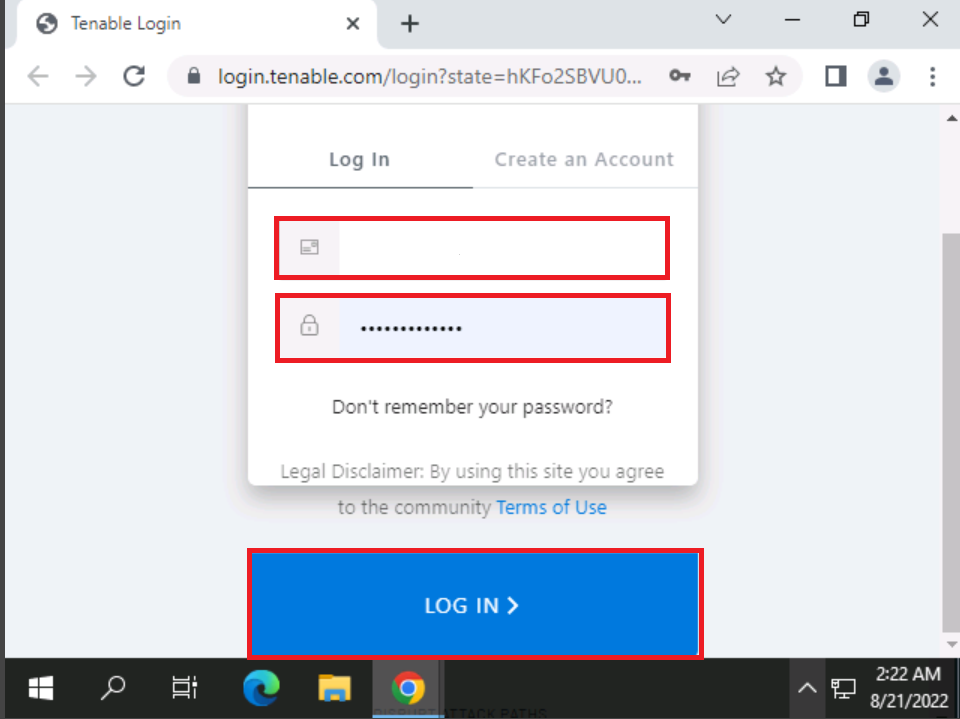 Tenable Login
login.tenable.com/login?state=hKFo2SBVU0...
Log In
Create an Account
•••••••••••••
Don't remember your password?
Legal Disclaimer: By using this site you agree
to the community Terms of Use
LOG IN
2:22 AM
8/21/2022
DISRUPT ATTACK PATHS